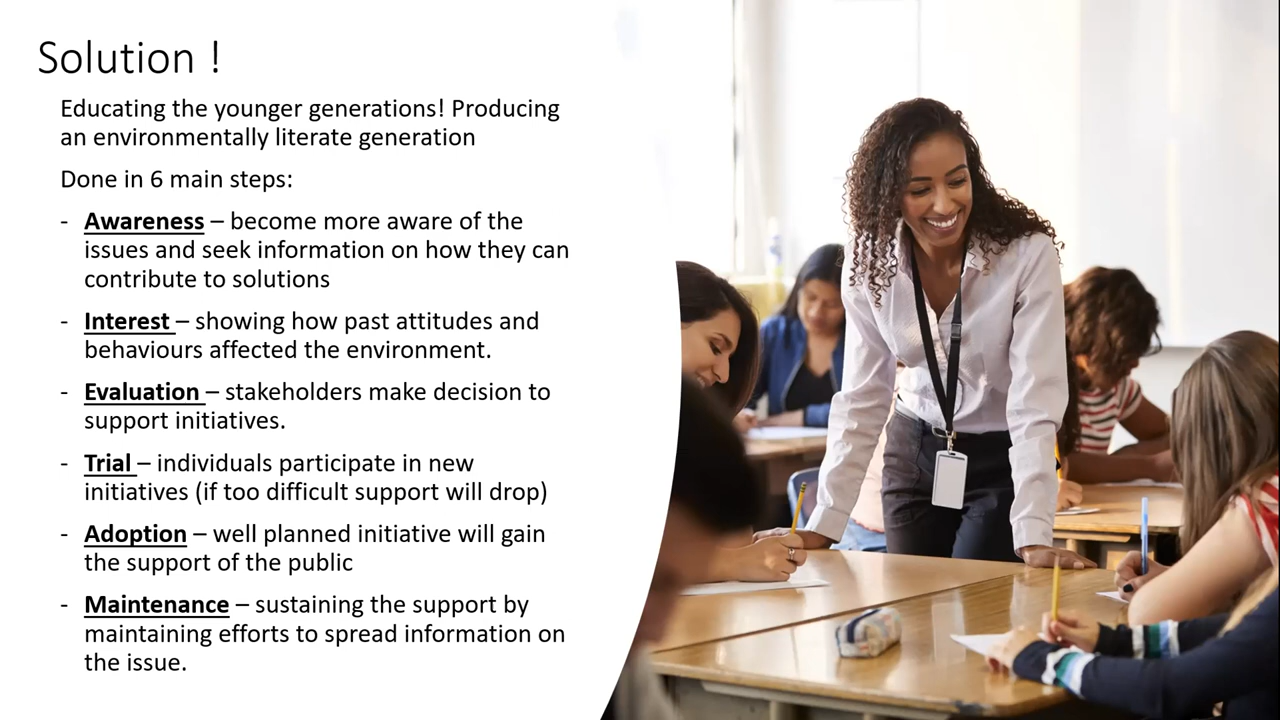 Solution !
Educating the younger generations! Producing
an environmentally literate generation
Done in 6 main steps:
- Awareness – become more aware of the
issues and seek information on how they can
contribute to solutions
- Interest – showing how past attitudes and
behaviours affected the environment.
- Evaluation – stakeholders make decision to
support initiatives.
- Trial – individuals participate in new
initiatives (if too difficult support will drop)
- Adoption – well planned initiative will gain
the support of the public
- Maintenance – sustaining the support by
maintaining efforts to spread information on
the issue.